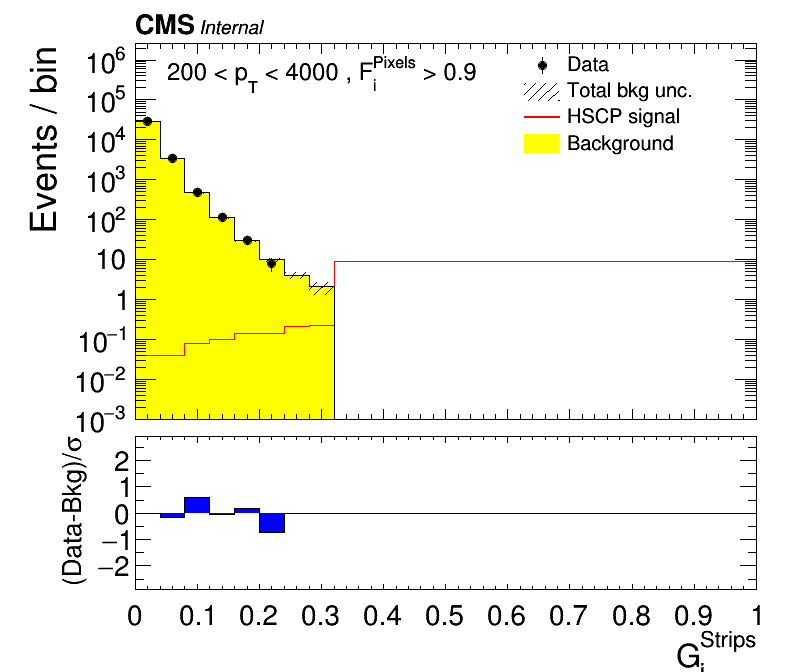 CMS Internal
200 < p_T < 4000 , F_i^Pixels > 0.9
Data
Total bkg unc.
HSCP signal
Background
Events / bin
10^6
10^5
10^4
10^3
10^2
10
1
10^−1
10^−2
10^−3
(Data-Bkg)/σ
2
1
0
−1
−2
0 0.1 0.2 0.3 0.4 0.5 0.6 0.7 0.8 0.9 1
G_i^Strips